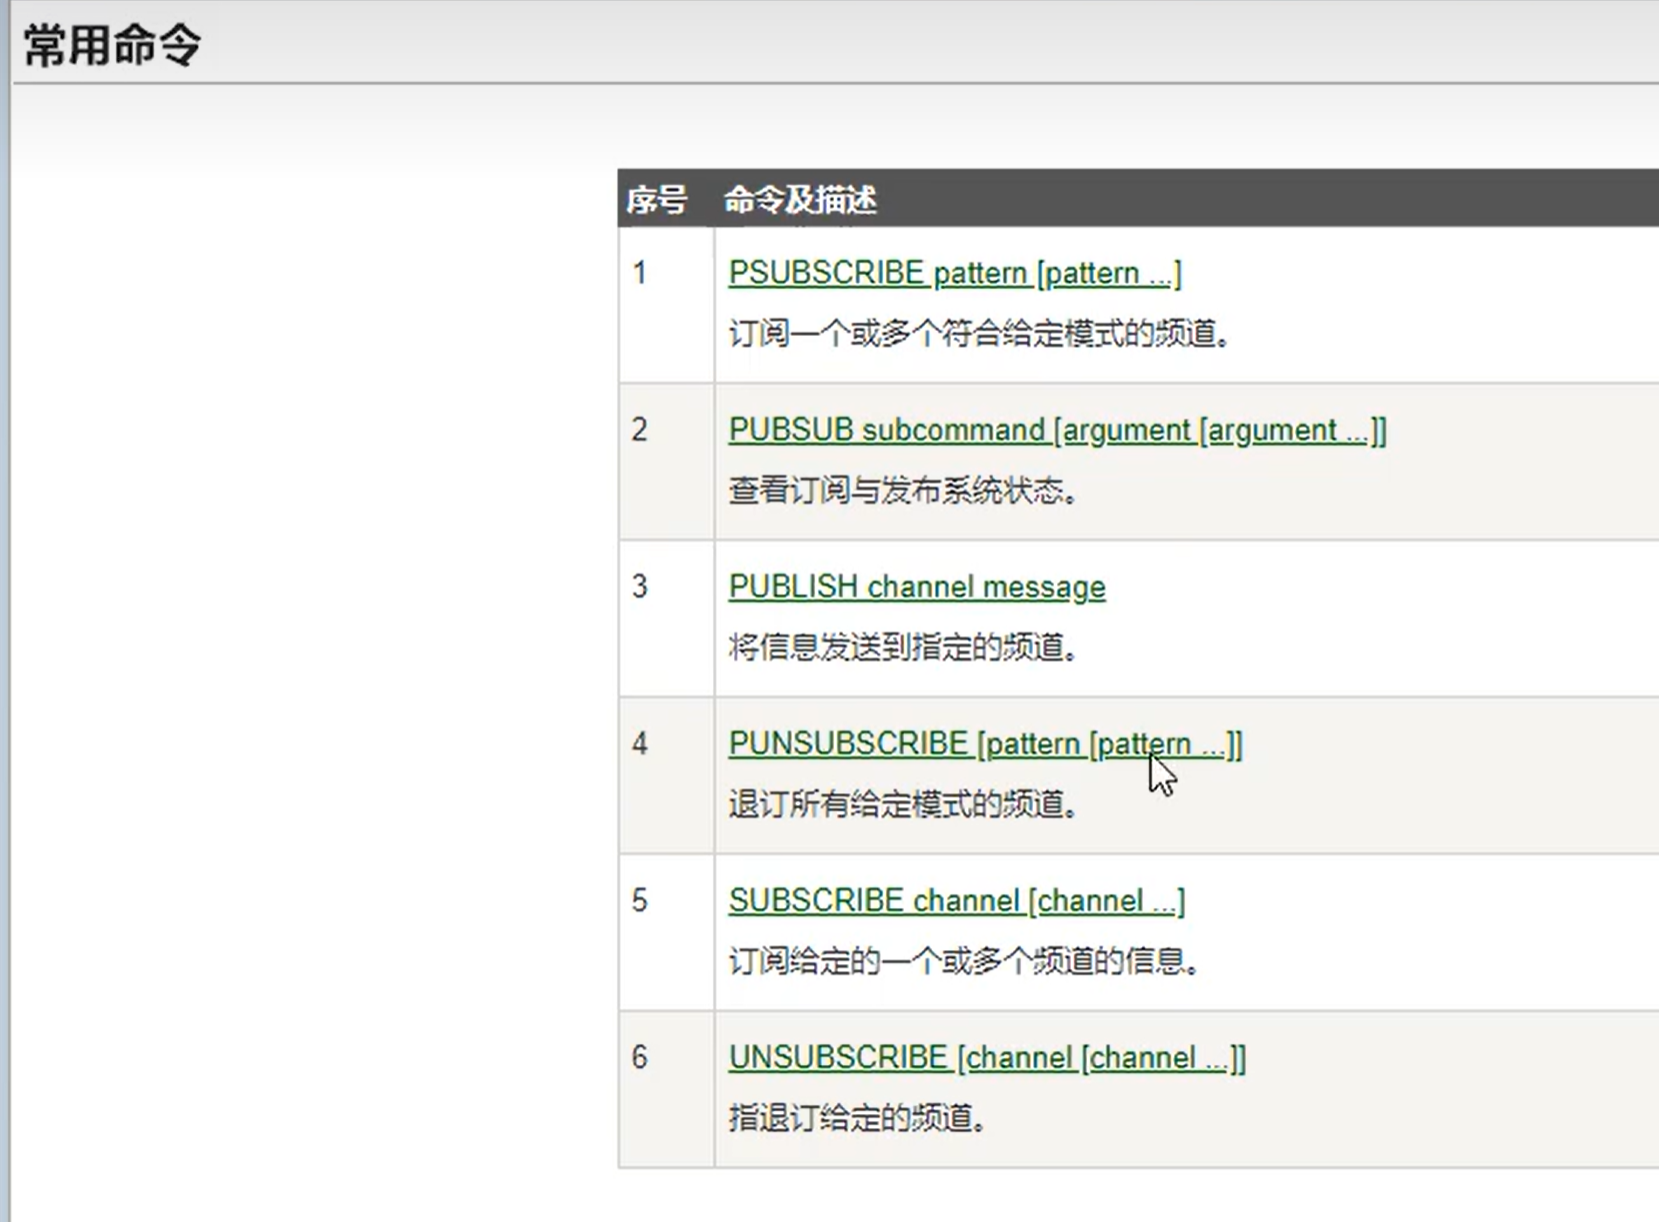 常用命令
序号 命令及描述
1 PSUBSCRIBE pattern [pattern ...]
订阅一个或多个符合给定模式的频道。
2 PUBSUB subcommand [argument [argument ...]]
查看订阅与发布系统状态。
3 PUBLISH channel message
将信息发送到指定的频道。
4 PUNSUBSCRIBE [pattern [pattern ...]]
退订所有给定模式的频道。
5 SUBSCRIBE channel [channel ...]
订阅给定的一个或多个频道的信息。
6 UNSUBSCRIBE [channel [channel ...]]
指退订给定的频道。